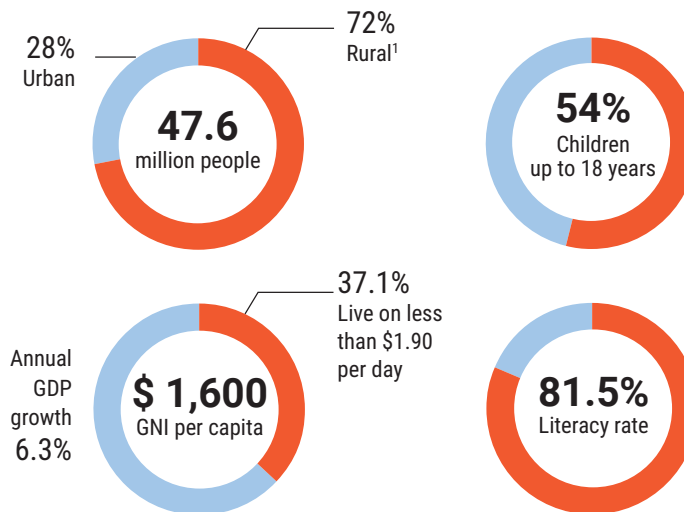 28%
Urban
72%
Rural¹
47.6
million people
54%
Children
up to 18 years
37.1%
Live on less
than $1.90
per day
Annual
GDP
growth
6.3%
$ 1,600
GNI per capita
81.5%
Literacy rate